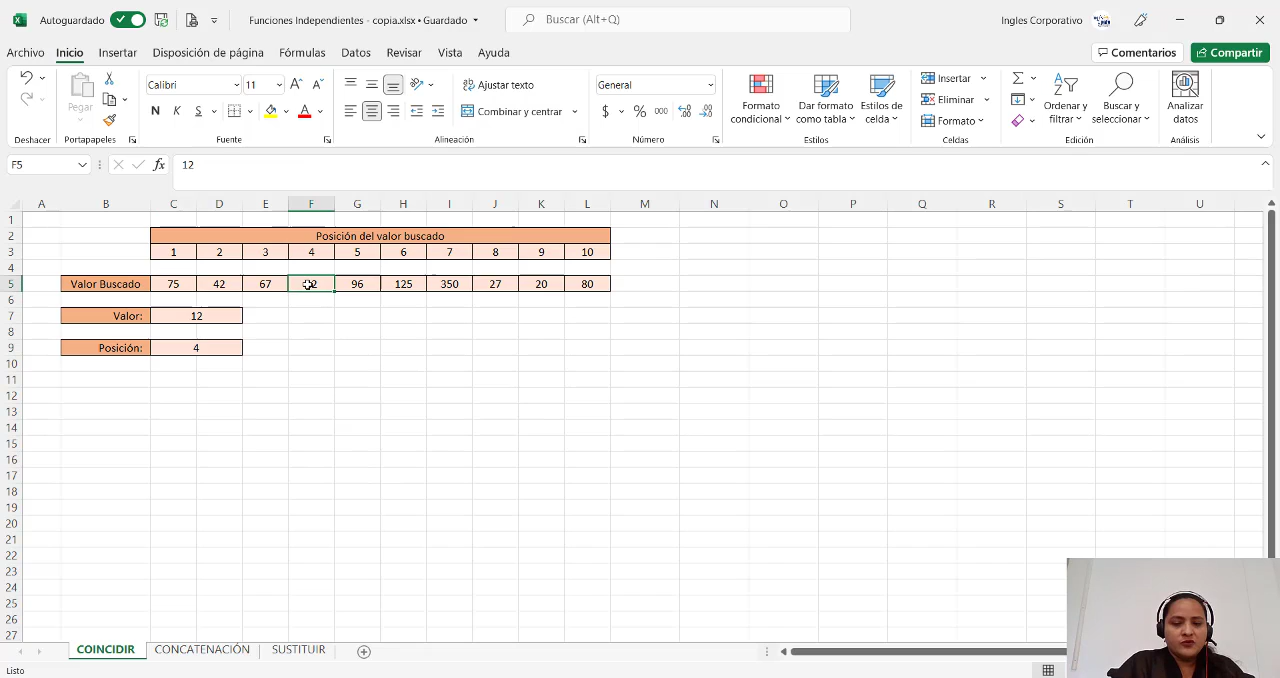 Autoguardado
Funciones Independientes - copia.xlsx • Guardado
Buscar (Alt+Q)
Ingles Corporativo
Archivo Inicio Insertar Disposición de página Fórmulas Datos Revisar Vista Ayuda
Comentarios Compartir
Pegar
Calibri 11
N K S
Ajustar texto
Combinar y centrar
General
$ % 000
Formato condicional
Dar formato como tabla
Estilos de celda
Insertar
Eliminar
Formato
Ordenar y filtrar
Buscar y seleccionar
Analizar datos
Deshacer Portapapeles Fuente Alineación Número Estilos Celdas Edición Análisis
F5 fx 12
A B C D E F G H I J K L M N O P Q R S T U
1
2 Posición del valor buscado
3 1 2 3 4 5 6 7 8 9 10
4
5 Valor Buscado 75 42 67 12 96 125 350 27 20 80
6
7 Valor: 12
8
9 Posición: 4
10
11
12
13
14
15
16
17
18
19
20
21
22
23
24
25
26
27
COINCIDIR CONCATENACIÓN SUSTITUIR
Listo